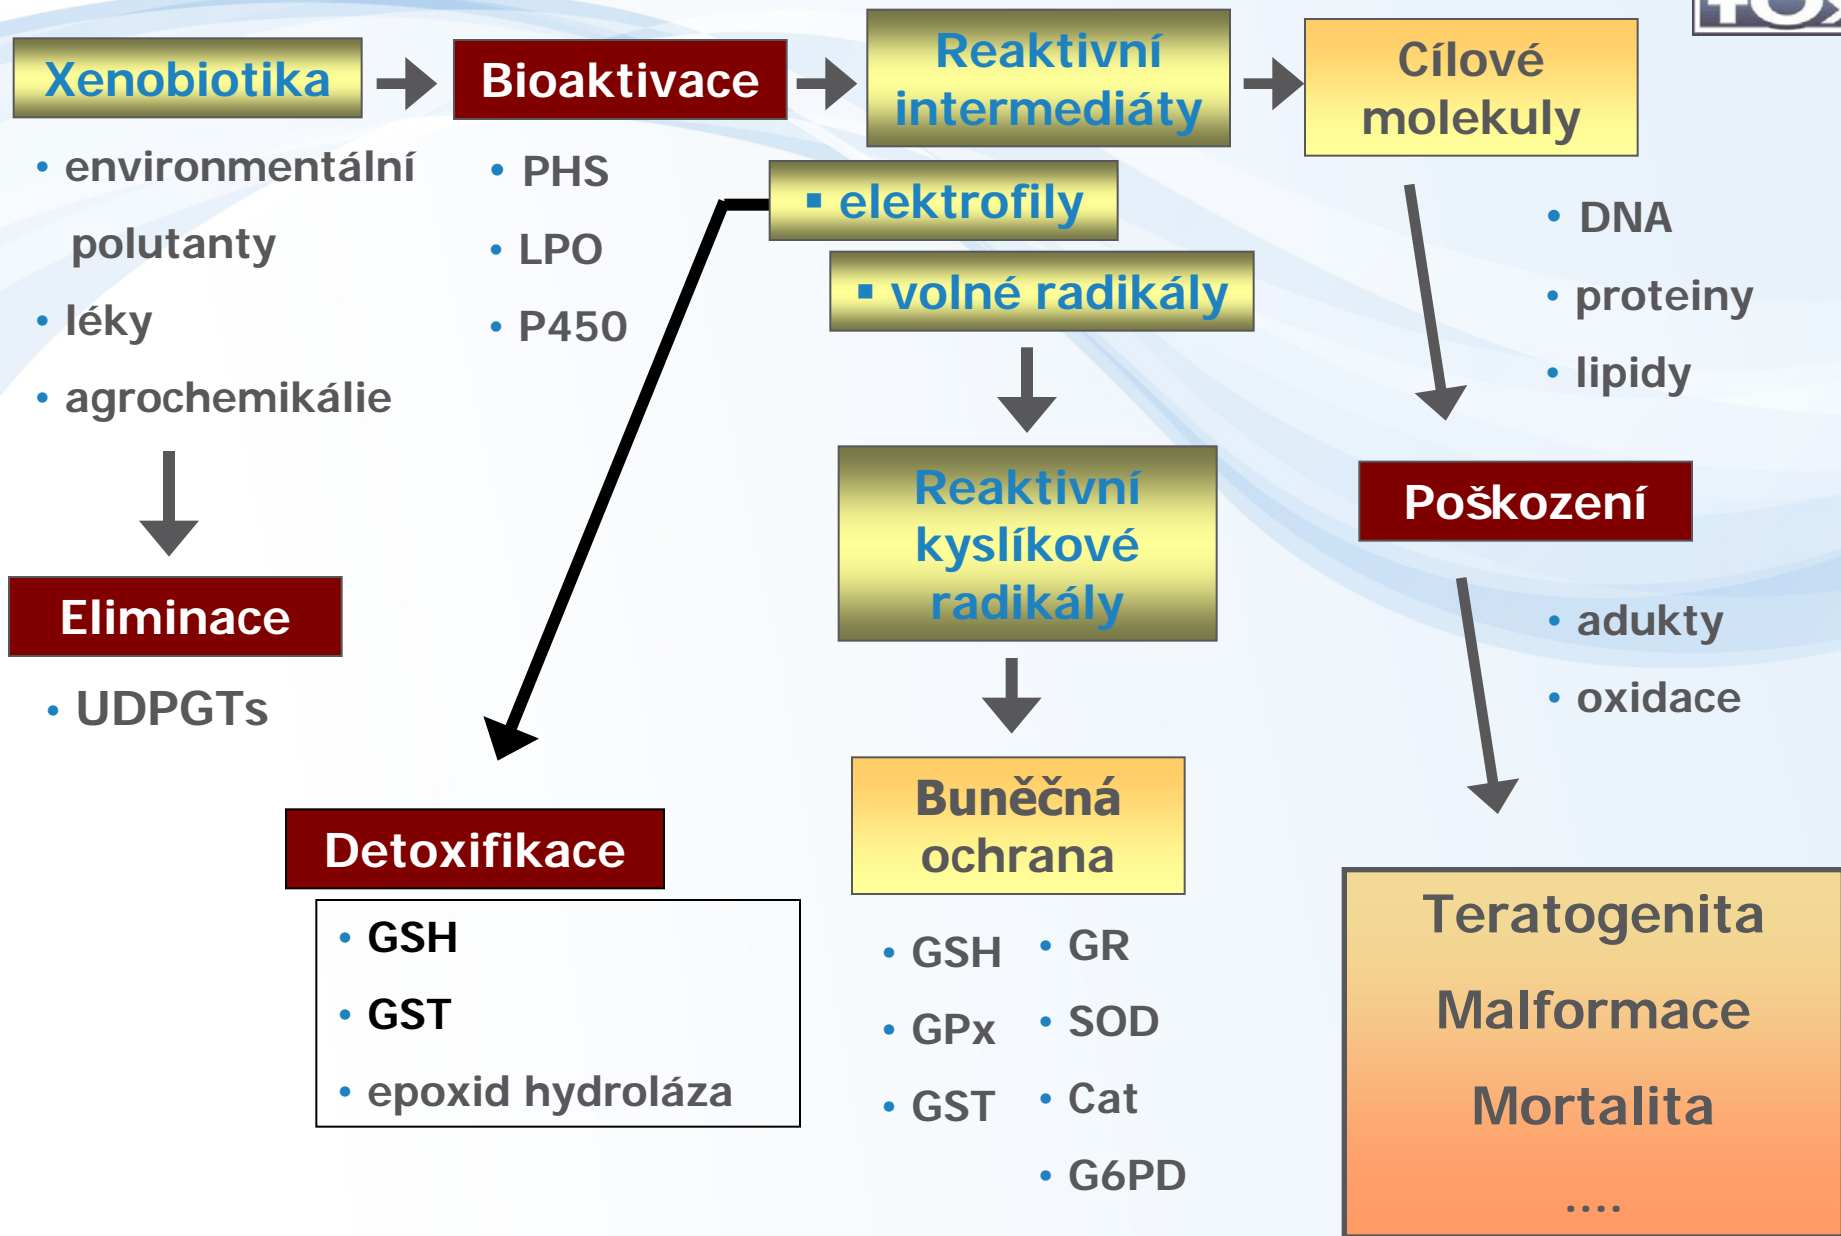 Xenobiotika
Bioaktivace
Reaktivní
intermediáty
Cílové
molekuly
• environmentální
polutanty
• léky
• agrochemikálie
• PHS
• LPO
• P450
▪ elektrofily
▪ volné radikály
• DNA
• proteiny
• lipidy
Reaktivní
kyslíkové
radikály
Poškození
• adukty
• oxidace
Eliminace
• UDPGTs
Detoxifikace
• GSH
• GST
• epoxid hydroláza
Buněčná
ochrana
• GSH
• GPx
• GST
• GR
• SOD
• Cat
• G6PD
Teratogenita
Malformace
Mortalita
....